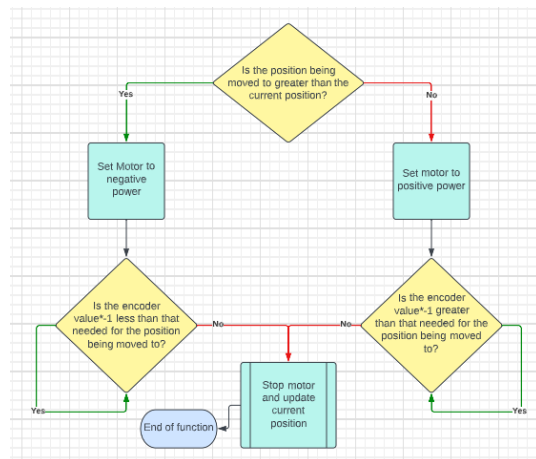 Is the position being
moved to greater than the
current position?
Yes
No
Set Motor to
negative
power
Set motor to
positive power
Is the encoder
value*-1 less than that
needed for the position
being moved to?
No
No
Is the encoder
value*-1 greater
than that needed for the
position being moved
to?
Yes
Stop motor
and update
current
position
Yes
End of function